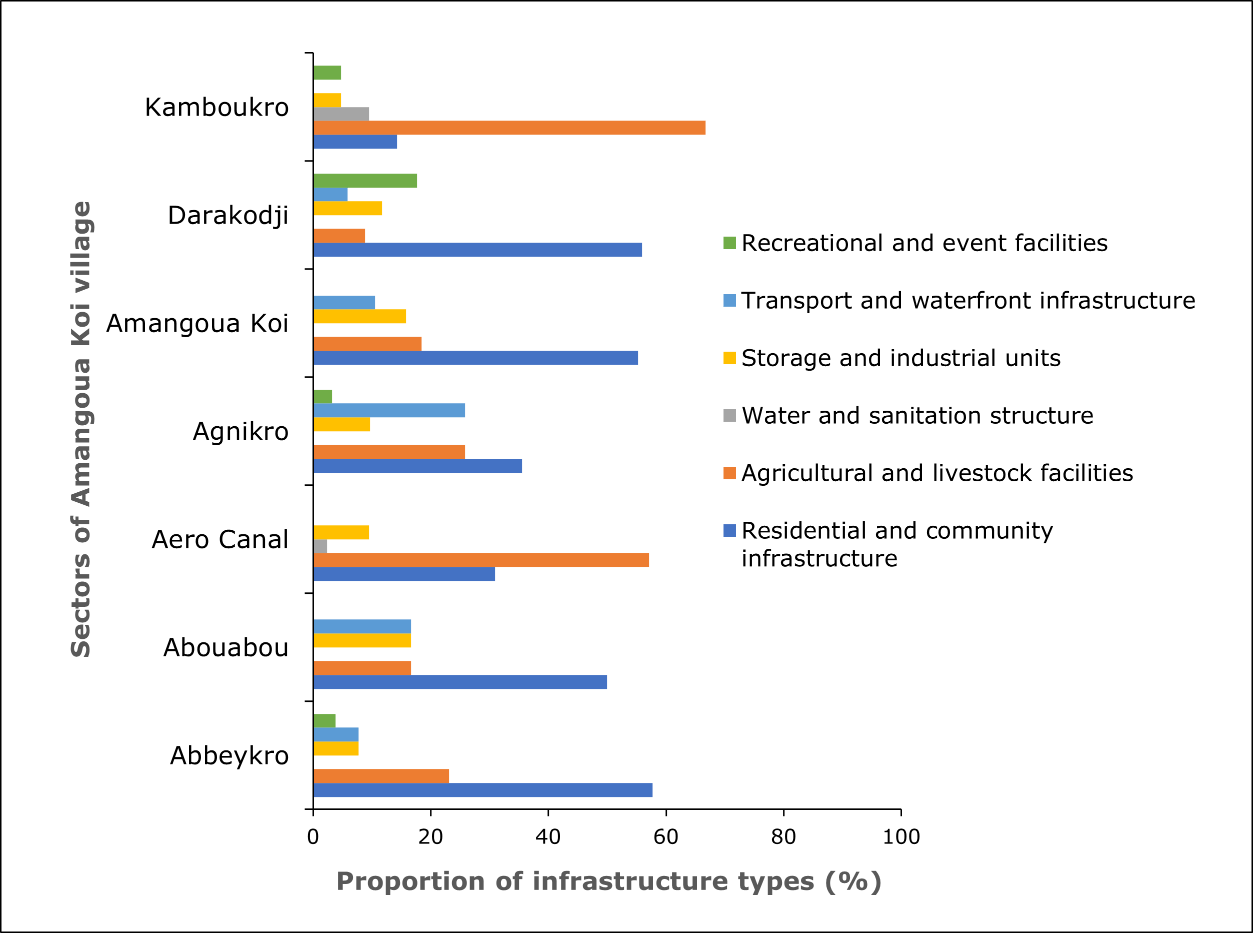 Kamboukro
Darakodji
Amangoua Koi
Agnikro
Aero Canal
Abouabou
Abbeykro
Sectors of Amangoua Koi village
0 20 40 60 80 100
Proportion of infrastructure types (%)
Recreational and event facilities
Transport and waterfront infrastructure
Storage and industrial units
Water and sanitation structure
Agricultural and livestock facilities
Residential and community
infrastructure